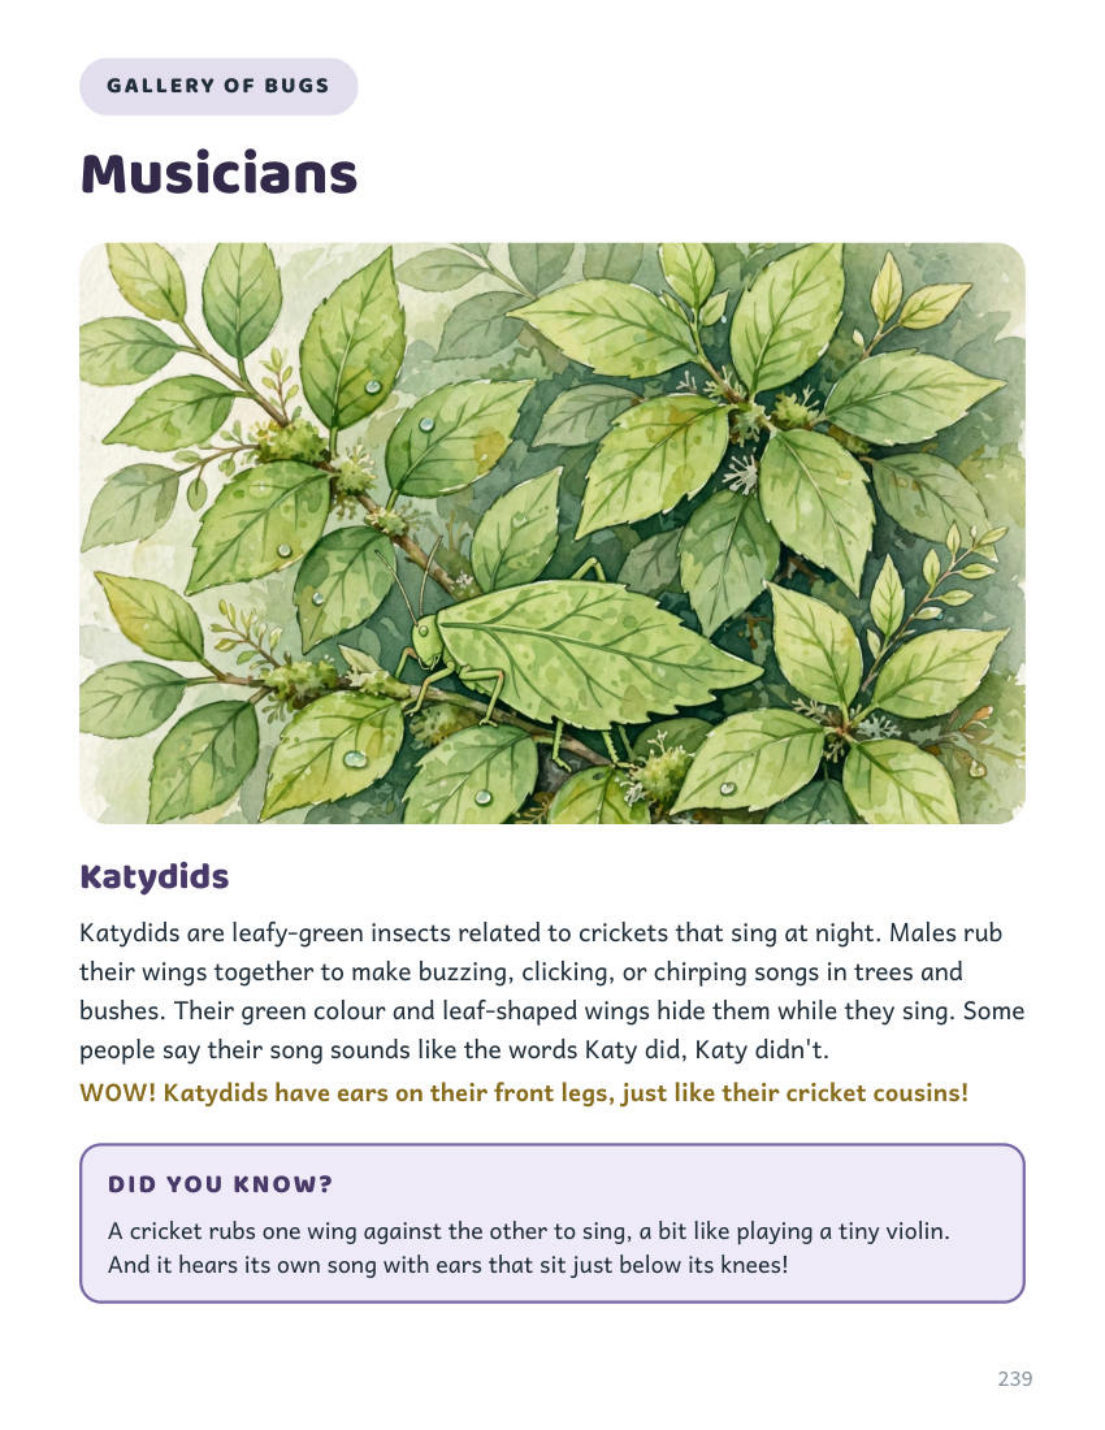 GALLERY OF BUGS
Musicians
Katydids
Katydids are leafy-green insects related to crickets that sing at night. Males rub
their wings together to make buzzing, clicking, or chirping songs in trees and
bushes. Their green colour and leaf-shaped wings hide them while they sing. Some
people say their song sounds like the words Katy did, Katy didn't.
WOW! Katydids have ears on their front legs, just like their cricket cousins!
DID YOU KNOW?
A cricket rubs one wing against the other to sing, a bit like playing a tiny violin.
And it hears its own song with ears that sit just below its knees!
239